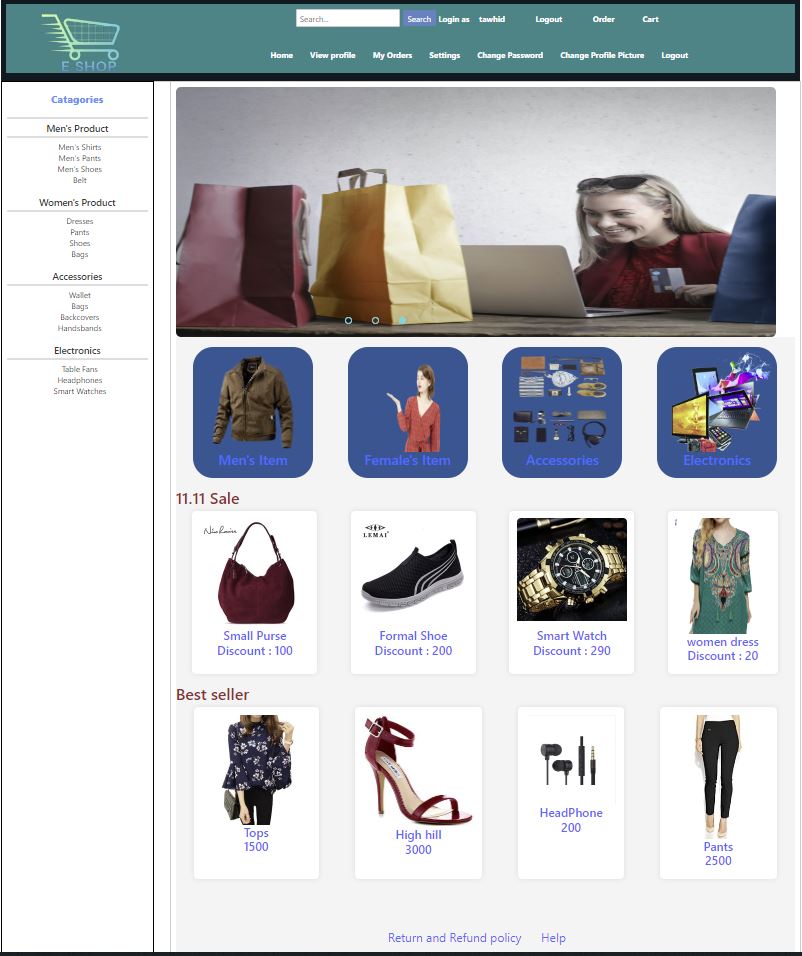 Search...
Search
Login as tawhid
Logout
Order
Cart
E-SHOP
Home
View profile
My Orders
Settings
Change Password
Change Profile Picture
Logout
Catagories
Men's Product
Men's Shirts
Men's Pants
Men's Shoes
Belt
Women's Product
Dresses
Pants
Shoes
Bags
Accessories
Wallet
Bags
Backcovers
Handsbands
Electronics
Table Fans
Headphones
Smart Watches
Men's Item
Female's Item
Accessories
Electronics
11.11 Sale
Small Purse
Discount : 100
LEMAI
Formal Shoe
Discount : 200
Smart Watch
Discount : 290
women dress
Discount : 20
Best seller
Tops
1500
High hill
3000
HeadPhone
200
Pants
2500
Return and Refund policy
Help